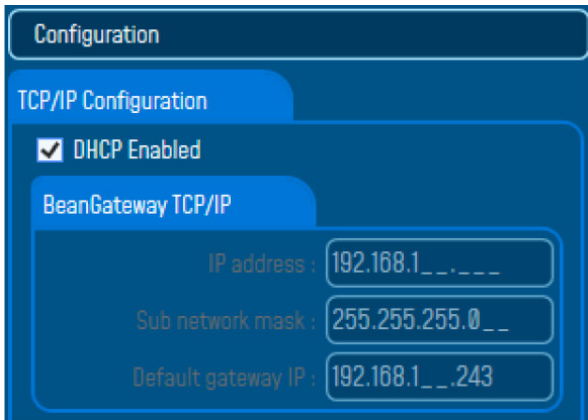 Configuration
TCP/IP Configuration
DHCP Enabled
BeanGateway TCP/IP
IP address : 192.168.1__.___
Sub network mask : 255.255.255.0__
Default gateway IP : 192.168.1__.243